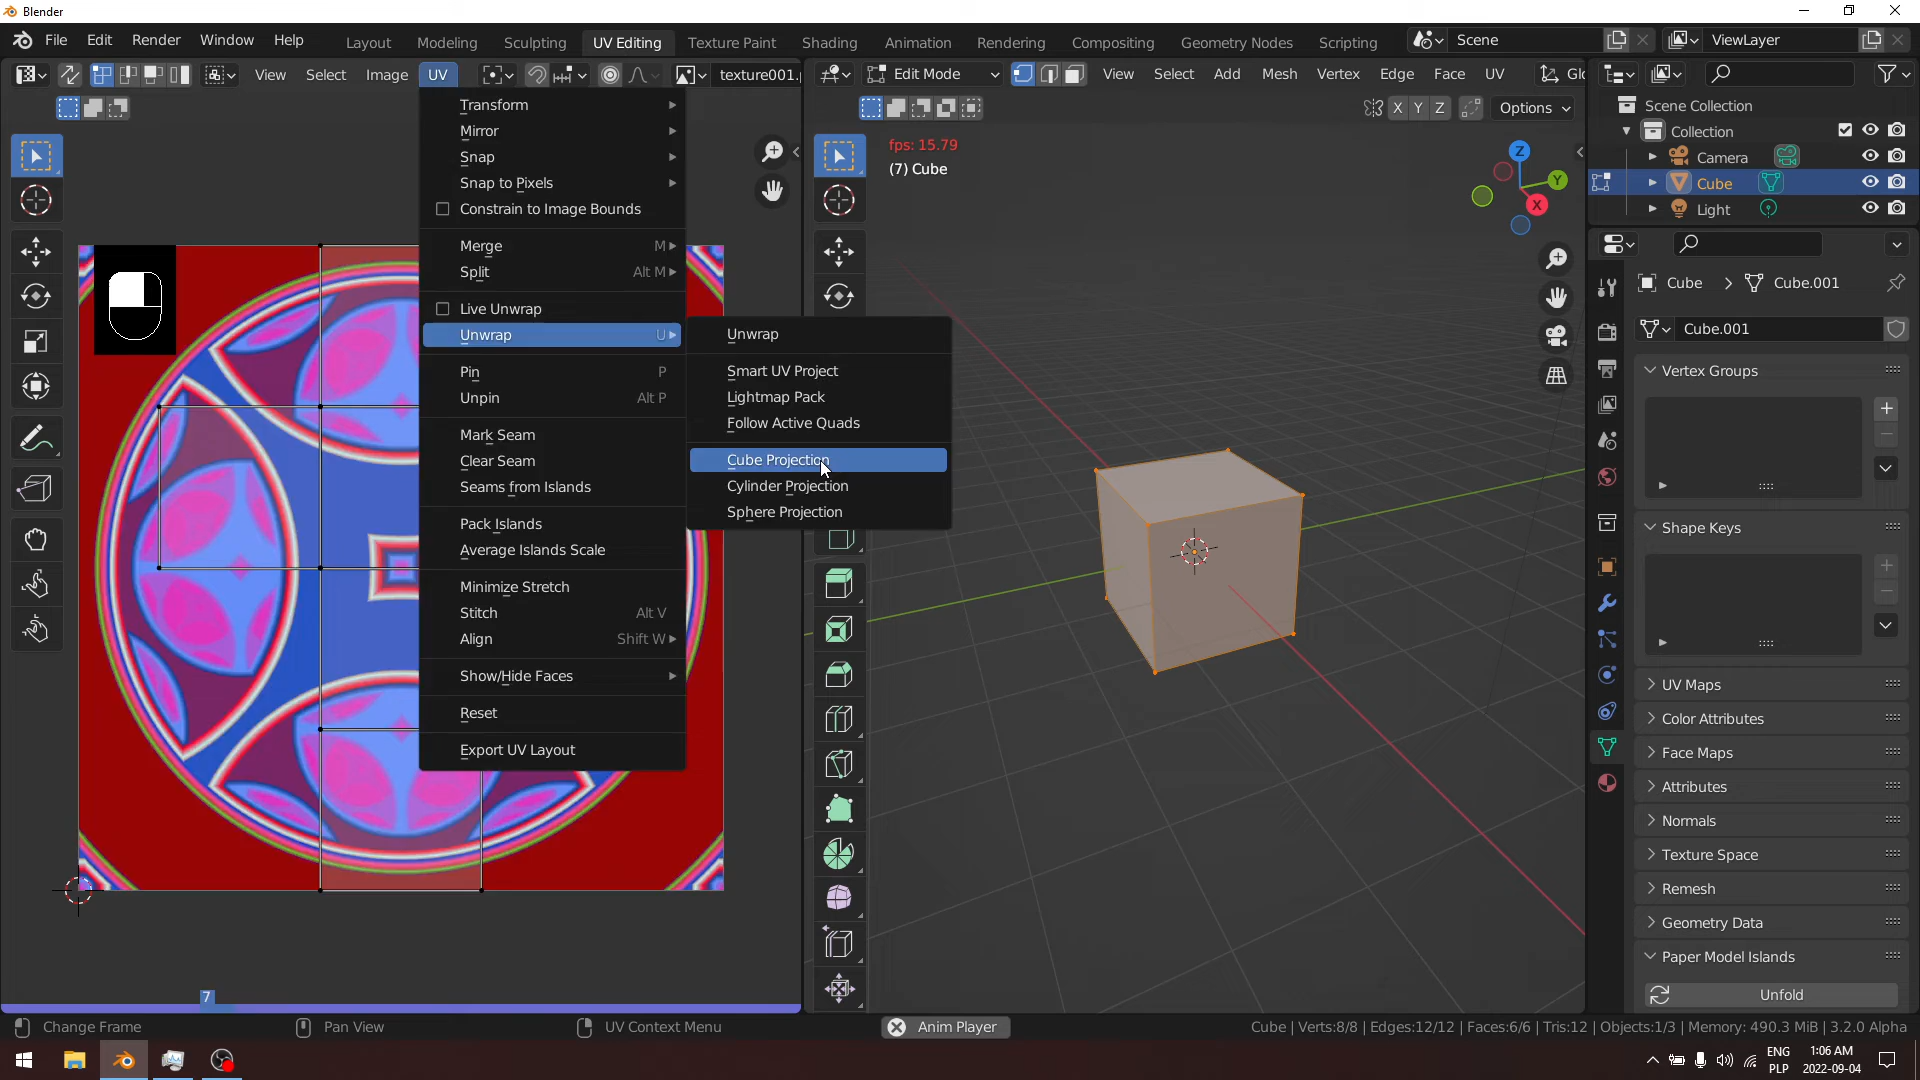 Blender
File Edit Render Window Help Layout Modeling Sculpting UV Editing Texture Paint Shading Animation Rendering Compositing Geometry Nodes Scripting Scene ViewLayer
View Select Image UV texture001. Edit Mode View Select Add Mesh Vertex Edge Face UV
X Y Z Options
Transform
Mirror
Snap
Snap to Pixels
Constrain to Image Bounds
Merge M
Split Alt M
Live Unwrap
Unwrap U
Pin P
Unpin Alt P
Mark Seam
Clear Seam
Seams from Islands
Pack Islands
Average Islands Scale
Minimize Stretch
Stitch Alt V
Align Shift W
Show/Hide Faces
Reset
Export UV Layout
Unwrap
Smart UV Project
Lightmap Pack
Follow Active Quads
Cube Projection
Cylinder Projection
Sphere Projection
fps: 15.79
(7) Cube
Z
Y
X
Scene Collection
Collection
Camera
Cube
Light
Cube Cube.001
Cube.001
Vertex Groups
Shape Keys
UV Maps
Color Attributes
Face Maps
Attributes
Normals
Texture Space
Remesh
Geometry Data
Paper Model Islands
Unfold
7
Change Frame Pan View UV Context Menu Anim Player Cube | Verts:8/8 | Edges:12/12 | Faces:6/6 | Tris:12 | Objects:1/3 | Memory: 490.3 MiB | 3.2.0 Alpha
ENG 1:06 AM
PLP 2022-09-04